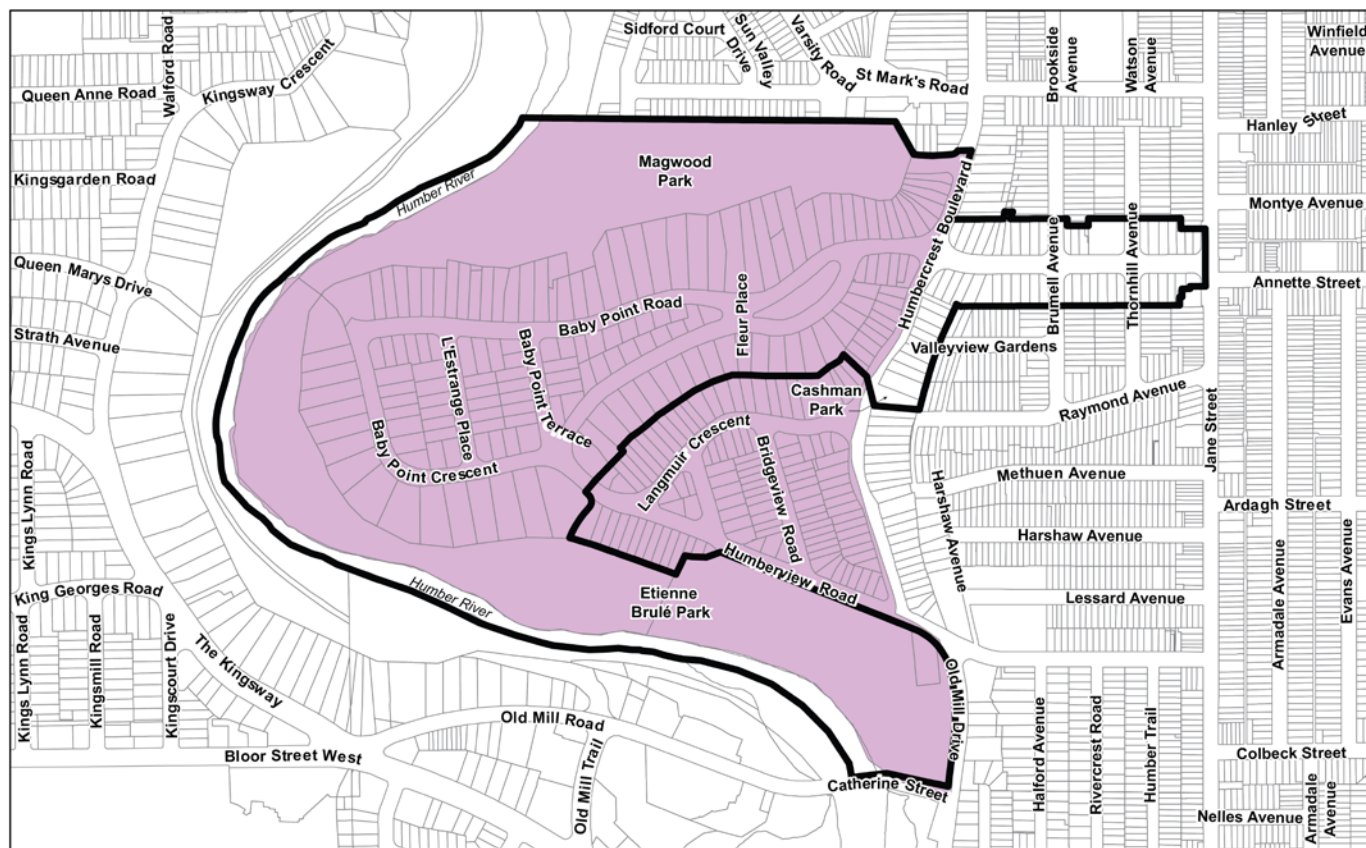 Walford Road
Kingsway Crescent
Queen Anne Road
Kingsgarden Road
Queen Marys Drive
Strath Avenue
Sidford Court
Sun Valley
Drive
Varsity Road
St Mark's Road
Brookside
Avenue
Watson
Avenue
Winfield
Avenue
Hanley Street
Montye Avenue
Annette Street
Magwood
Park
Humber River
Humbercrest Boulevard
Brumell Avenue
Thornhill Avenue
Baby Point Road
Fleur Place
L'Estrange Place
Baby Point Terrace
Baby Point Crescent
Valleyview Gardens
Cashman
Park
Raymond Avenue
Jane Street
Langmuir Crescent
Bridgeview Road
Methuen Avenue
Harshaw Avenue
Harshaw Avenue
Ardagh Street
Armadale Avenue
Evans Avenue
Kings Lynn Road
King Georges Road
Humber River
Etienne
Brulé Park
Humberview Road
Lessard Avenue
Kings Lynn Road
Kingsmill Road
Kingscourt Drive
The Kingsway
Old Mill Road
Old Mill Trail
Old Mill Drive
Bloor Street West
Catherine Street
Halford Avenue
Rivercrest Road
Humber Trail
Colbeck Street
Nelles Avenue
Armadale
Avenue